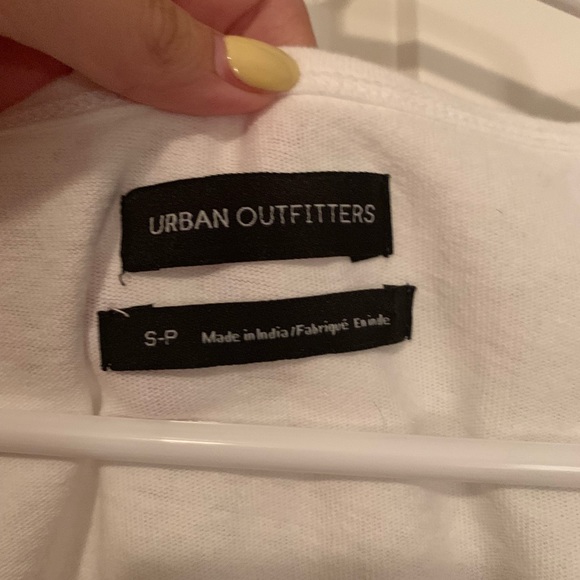 URBAN OUTFITTERS
S-P Made in India/Fabriqué En inde